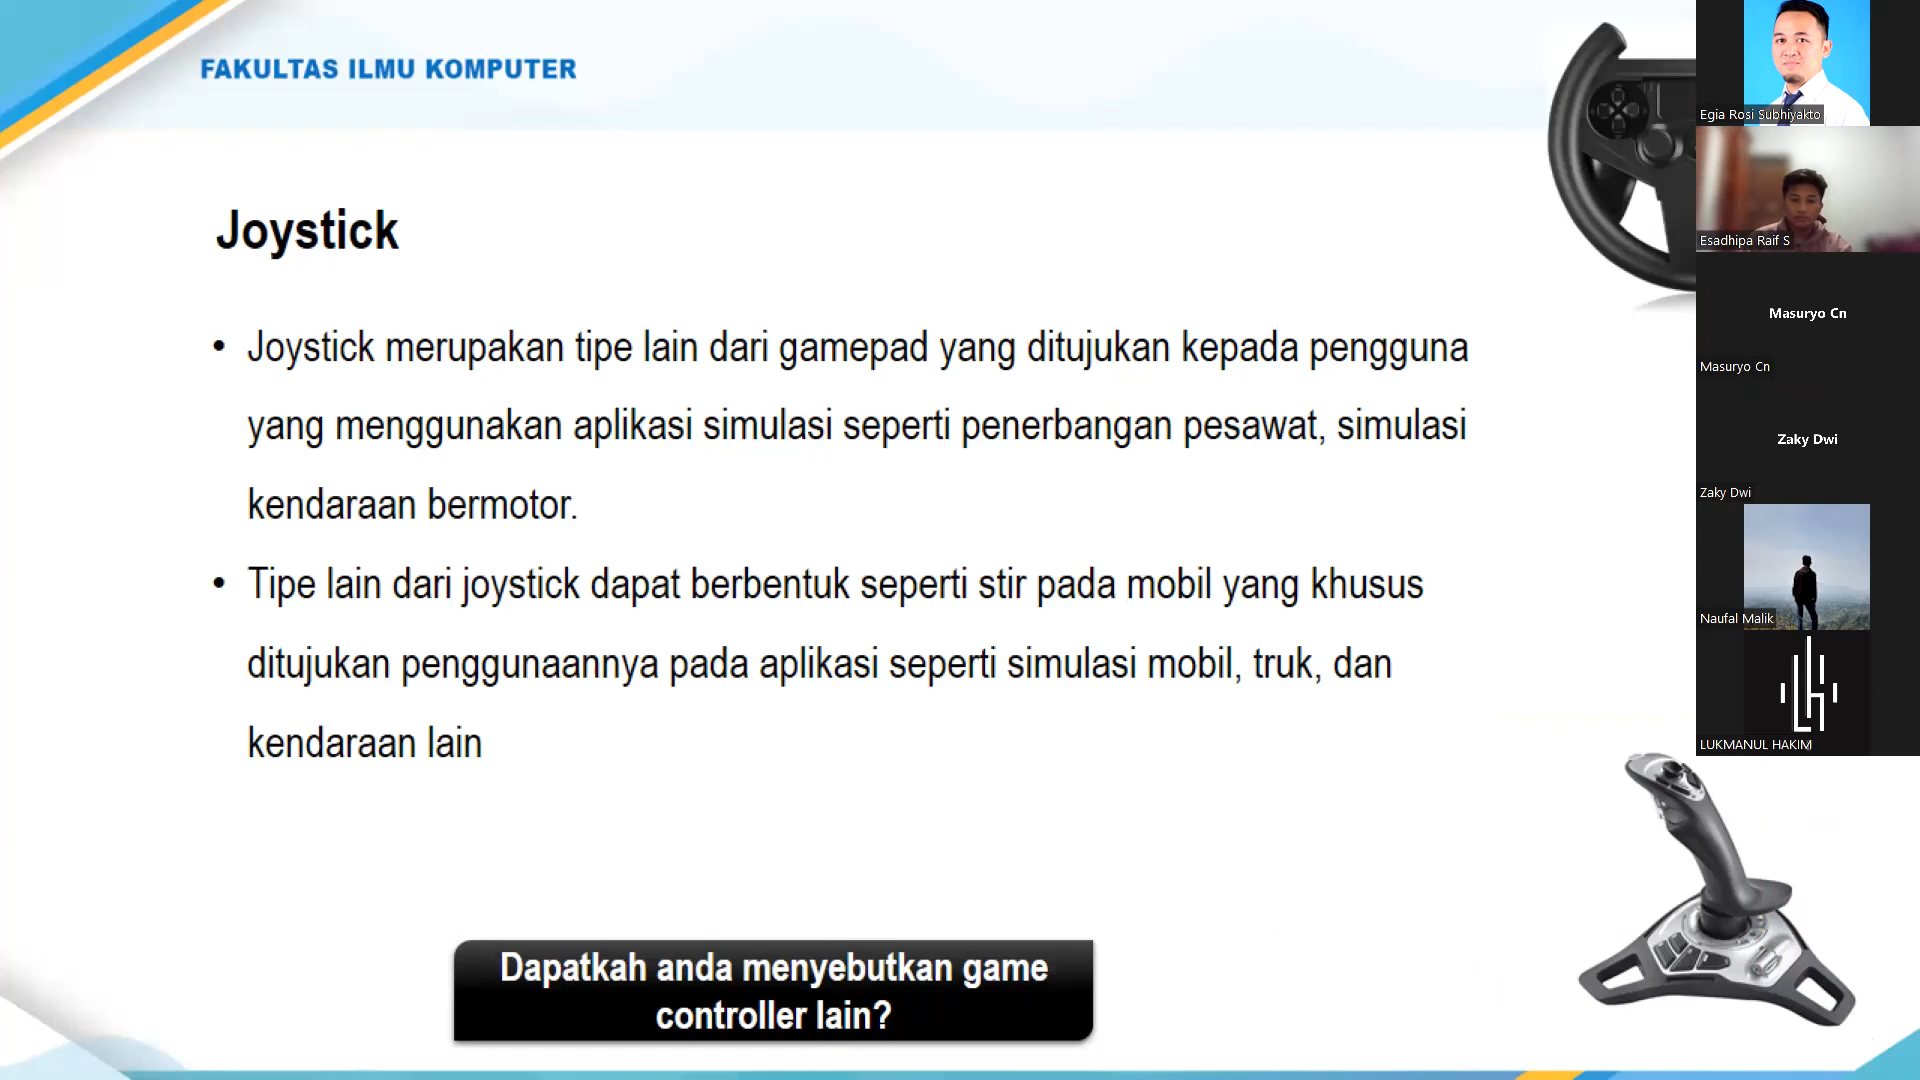 FAKULTAS ILMU KOMPUTER
Joystick
• Joystick merupakan tipe lain dari gamepad yang ditujukan kepada pengguna
yang menggunakan aplikasi simulasi seperti penerbangan pesawat, simulasi
kendaraan bermotor.
• Tipe lain dari joystick dapat berbentuk seperti stir pada mobil yang khusus
ditujukan penggunaannya pada aplikasi seperti simulasi mobil, truk, dan
kendaraan lain
Dapatkah anda menyebutkan game
controller lain?
Egia Rosi Subhiyakto
Esadhipa Raif S
Masuryo Cn
Masuryo Cn
Zaky Dwi
Zaky Dwi
Naufal Malik
LUKMANUL HAKIM